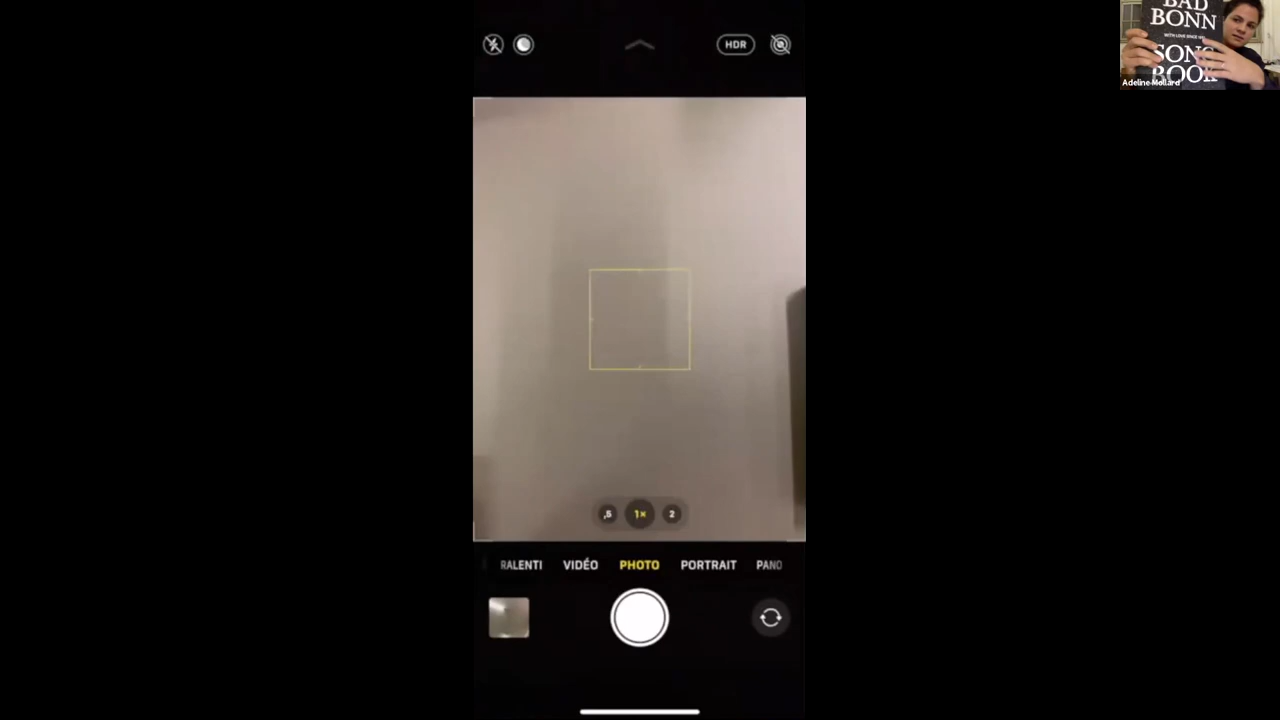 HDR
,5 1× 2
RALENTI VIDÉO PHOTO PORTRAIT PANO
BAD
BONN
SONG
BOOK
Adeline Mollard